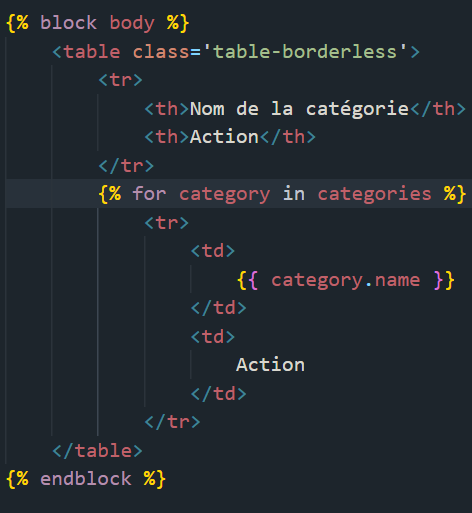 {% block body %}
<table class='table-borderless'>
<tr>
<th>Nom de la catégorie</th>
<th>Action</th>
</tr>
{% for category in categories %}
<tr>
<td>
{{ category.name }}
</td>
<td>
Action
</td>
</tr>
</table>
{% endblock %}